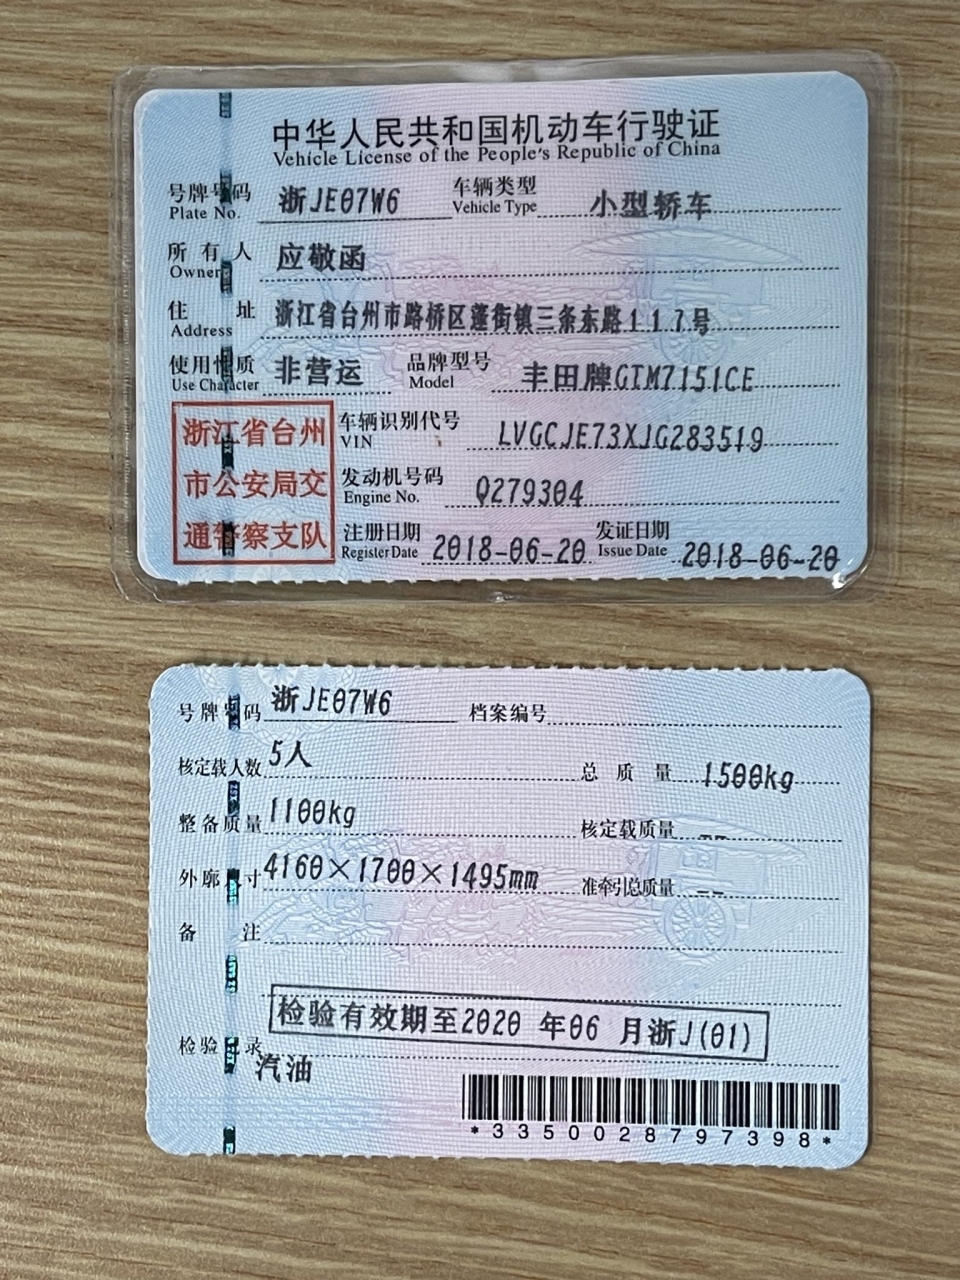 中华人民共和国机动车行驶证
Vehicle License of the People's Republic of China
号牌号码 浙JE07W6 车辆类型 小型轿车
Plate No. Vehicle Type
所有人 应敬函
Owner
住址 浙江省台州市路桥区蓬街镇三条东路117号
Address
使用性质 非营运 品牌型号 丰田牌GTM7151CE
Use Character Model
浙江省台州 车辆识别代号 LVGCJE73XJG283519
VIN
市公安局交 发动机号码 Q279304
Engine No.
通警察支队 注册日期 2018-06-20 发证日期 2018-06-20
Register Date Issue Date
号牌号码 浙JE07W6 档案编号
核定载人数 5人 总质量 1500kg
整备质量 1100kg 核定载质量 --
外廓尺寸 4160×1700×1495mm 准牵引总质量 --
备注
检验有效期至2020 年06 月浙J(01)
检验记录
汽油
*3350028797398*